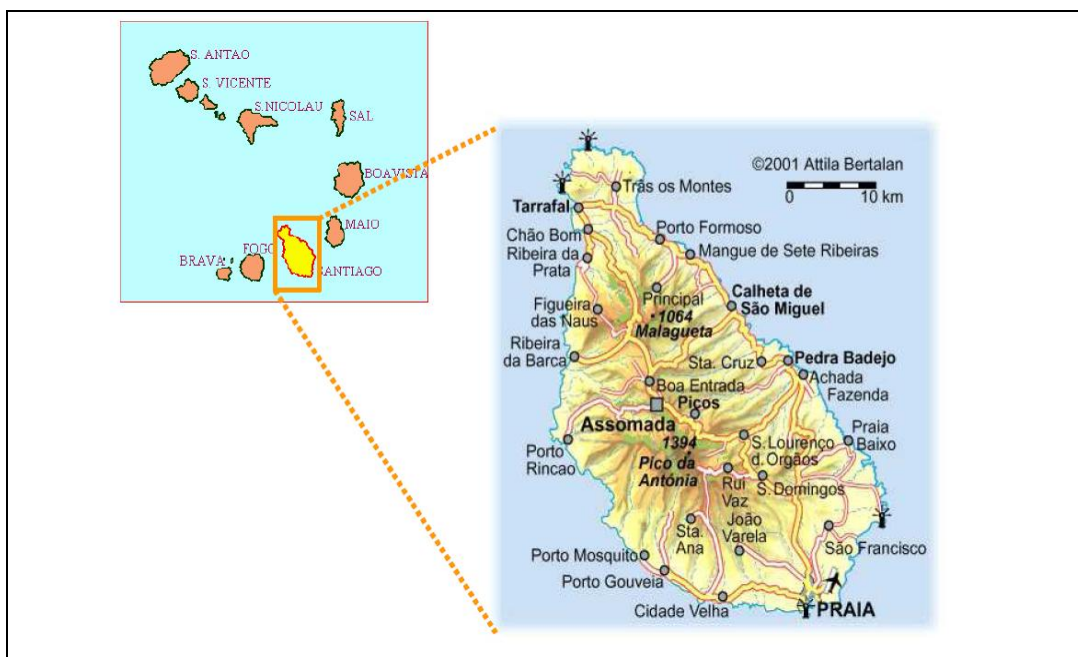 S. ANTAO
S. VICENTE
S.NICOLAU
SAL
BOAVISTA
MAIO
FOGO
BRAVA
SANTIAGO
©2001 Attila Bertalan
0 10 km
Trás os Montes
Tarrafal
Porto Formoso
Chão Bom
Mangue de Sete Ribeiras
Ribeira da
Prata
Principal
Calheta de
São Miguel
Figueira
das Naus
1064
Malagueta
Ribeira
da Barca
Sta. Cruz
Pedra Badejo
Achada
Fazenda
Boa Entrada
Picos
Assomada
Praia
Baixo
1394
Pico da
Antónia
S. Lourenço
d. Orgãos
Porto
Rincao
Rui
Vaz
S. Domingos
Sta.
Ana
João
Varela
São Francisco
Porto Mosquito
Porto Gouveia
Cidade Velha
PRAIA